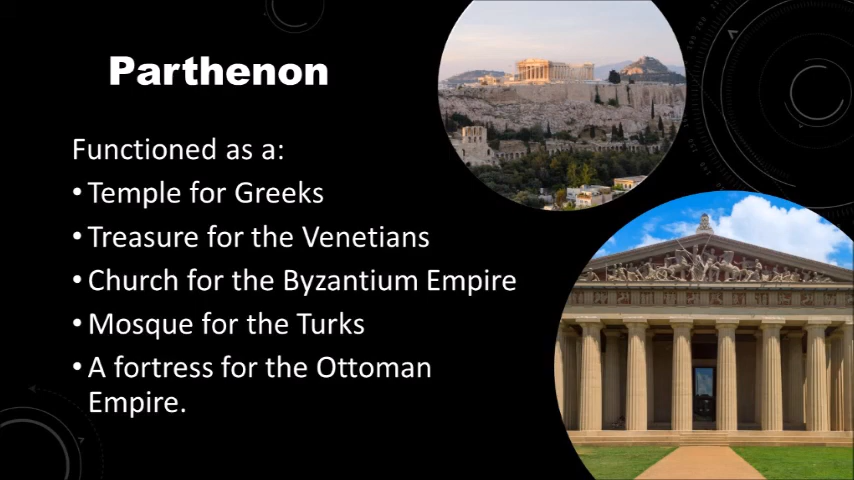 Parthenon
Functioned as a:
• Temple for Greeks
• Treasure for the Venetians
• Church for the Byzantium Empire
• Mosque for the Turks
• A fortress for the Ottoman
Empire.